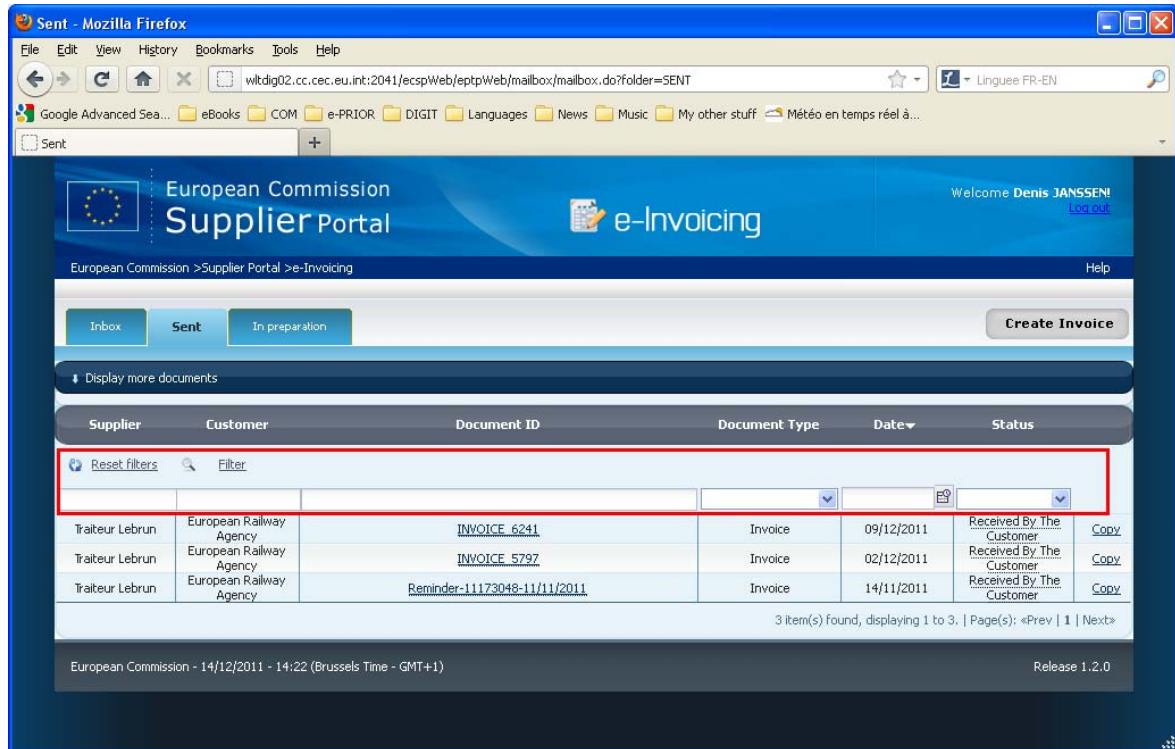 Sent - Mozilla Firefox
File Edit View History Bookmarks Tools Help
wltdig02.cc.cec.eu.int:2041/ecspWeb/eptpWeb/mailbox/mailbox.do?folder=SENT
Linguee FR-EN
Google Advanced Sea... eBooks COM e-PRIOR DIGIT Languages News Music My other stuff Météo en temps réel à...
Sent
European Commission
Supplier Portal
e-Invoicing
Welcome Denis JANSSEN!
Log out
European Commission >Supplier Portal >e-Invoicing Help
Inbox Sent In preparation Create Invoice
Display more documents
Supplier Customer Document ID Document Type Date Status
Reset filters Filter
Traiteur Lebrun European Railway Agency INVOICE_6241 Invoice 09/12/2011 Received By The Customer Copy
Traiteur Lebrun European Railway Agency INVOICE_5797 Invoice 02/12/2011 Received By The Customer Copy
Traiteur Lebrun European Railway Agency Reminder-11173048-11/11/2011 Invoice 14/11/2011 Received By The Customer Copy
3 item(s) found, displaying 1 to 3. | Page(s): «Prev | 1 | Next»
European Commission - 14/12/2011 - 14:22 (Brussels Time - GMT+1) Release 1.2.0